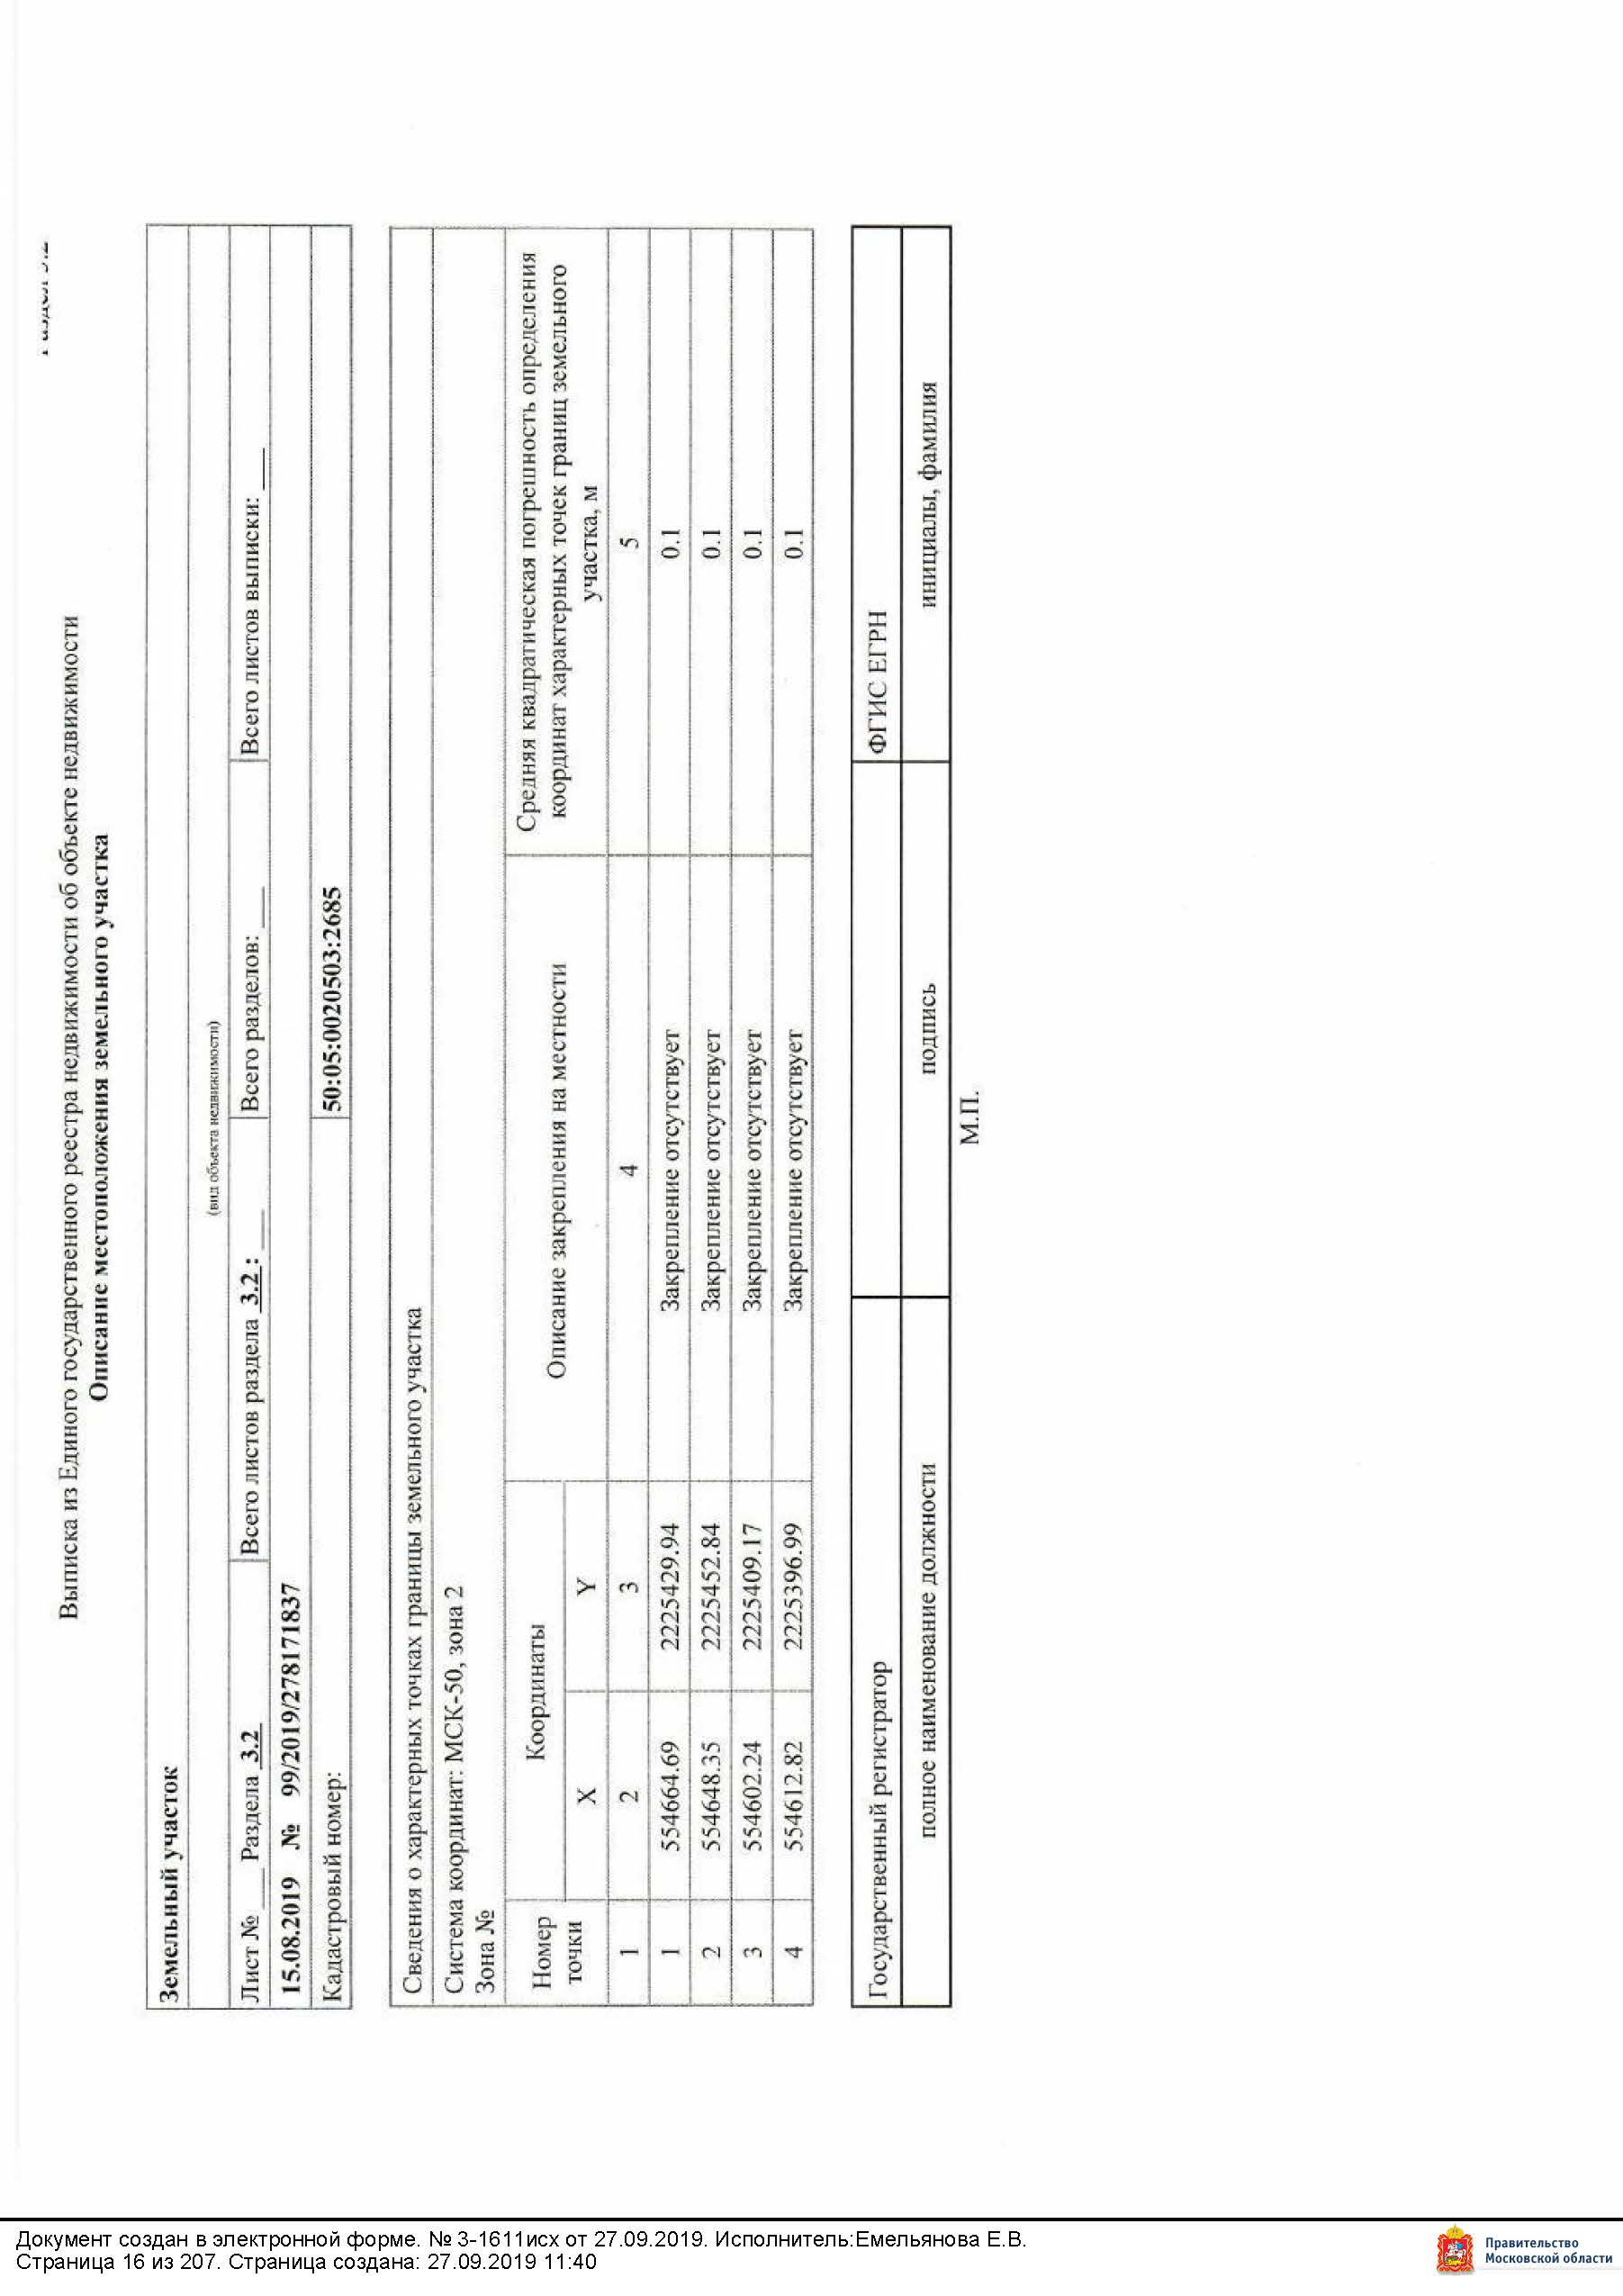 Раздел 3.2
Выписка из Единого государственного реестра недвижимости об объекте недвижимости
Описание местоположения земельного участка
Земельный участок
(вид объекта недвижимости)
Лист № ___ Раздела 3.2 Всего листов раздела 3.2 : ___ Всего разделов: ___ Всего листов выписки: ___
15.08.2019 № 99/2019/278171837
Кадастровый номер: 50:05:0020503:2685
Сведения о характерных точках границы земельного участка
Система координат: МСК-50, зона 2
Зона №
Номер точки Координаты Описание закрепления на местности Средняя квадратическая погрешность определения координат характерных точек границ земельного участка, м
X Y
1 2 3 4 5
1 554664.69 2225429.94 Закрепление отсутствует 0.1
2 554648.35 2225452.84 Закрепление отсутствует 0.1
3 554602.24 2225409.17 Закрепление отсутствует 0.1
4 554612.82 2225396.99 Закрепление отсутствует 0.1
Государственный регистратор ФГИС ЕГРН
полное наименование должности подпись инициалы, фамилия
М.П.
Документ создан в электронной форме. № 3-1611исх от 27.09.2019. Исполнитель:Емельянова Е.В.
Страница 16 из 207. Страница создана: 27.09.2019 11:40
Правительство
Московской области